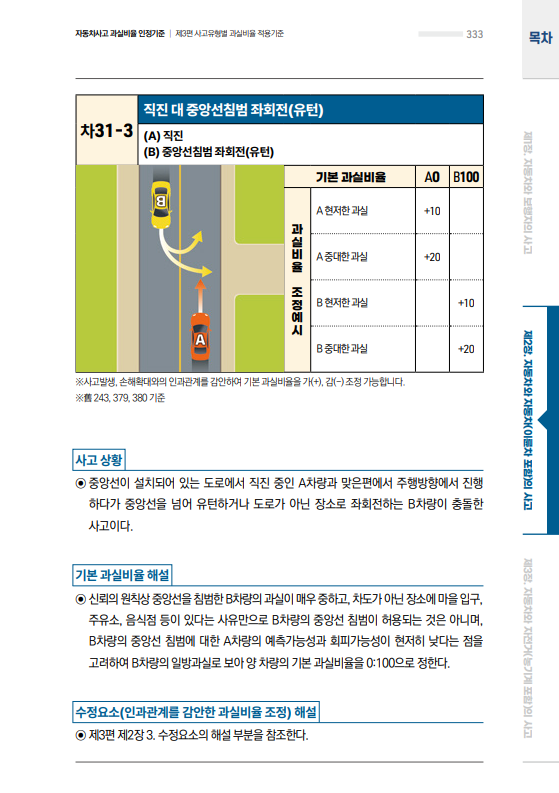 자동차사고 과실비율 인정기준 | 제3편 사고유형별 과실비율 적용기준
333
목차
차31-3
직진 대 중앙선침범 좌회전(유턴)
(A) 직진
(B) 중앙선침범 좌회전(유턴)
기본 과실비율 A0 B100
과실비율 조정예시
A 현저한 과실 +10
A 중대한 과실 +20
B 현저한 과실 +10
B 중대한 과실 +20
B
A
※사고발생, 손해확대와의 인과관계를 감안하여 기본 과실비율을 가(+), 감(-) 조정 가능합니다.
※舊 243, 379, 380 기준
사고 상황
◉ 중앙선이 설치되어 있는 도로에서 직진 중인 A차량과 맞은편에서 주행방향에서 진행
하다가 중앙선을 넘어 유턴하거나 도로가 아닌 장소로 좌회전하는 B차량이 충돌한
사고이다.
기본 과실비율 해설
◉ 신뢰의 원칙상 중앙선을 침범한 B차량의 과실이 매우 중하고, 차도가 아닌 장소에 마을 입구,
주유소, 음식점 등이 있다는 사유만으로 B차량의 중앙선 침범이 허용되는 것은 아니며,
B차량의 중앙선 침범에 대한 A차량의 예측가능성과 회피가능성이 현저히 낮다는 점을
고려하여 B차량의 일방과실로 보아 양 차량의 기본 과실비율을 0:100으로 정한다.
수정요소(인과관계를 감안한 과실비율 조정) 해설
◉ 제3편 제2장 3. 수정요소의 해설 부분을 참조한다.
제1장. 자동차와 보행자의 사고
제2장. 자동차와 자동차(이륜차 포함)의 사고
제3장. 자동차와 자전거(농기계 포함)의 사고